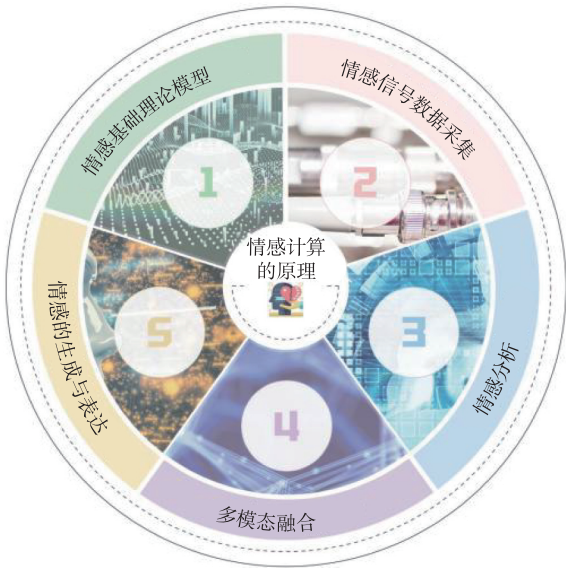 情感计算
的原理
1
情感基础理论模型
2
情感信号数据采集
3
情感分析
4
多模态融合
5
情感的生成与表达